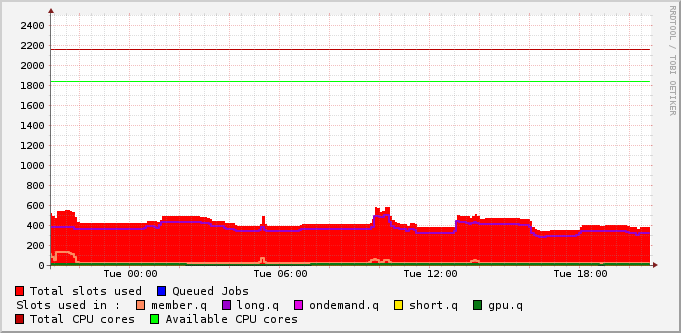 RRDTOOL / TOBI OETIKER
2400
2200
2000
1800
1600
1400
1200
1000
800
600
400
200
0
Tue 00:00 Tue 06:00 Tue 12:00 Tue 18:00
Total slots used Queued Jobs
Slots used in : member.q long.q ondemand.q short.q gpu.q
Total CPU cores Available CPU cores